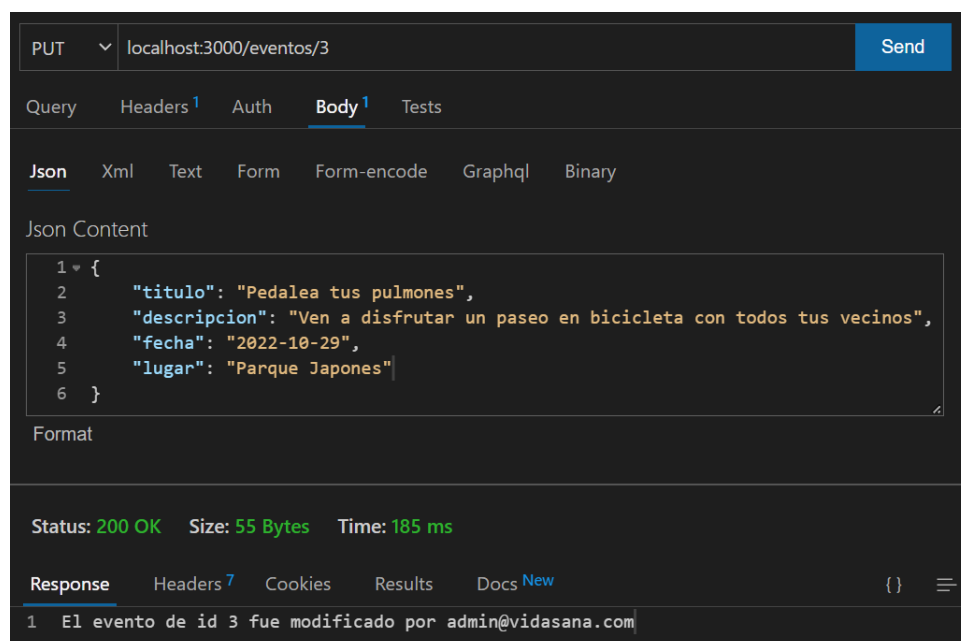 PUT localhost:3000/eventos/3 Send
Query Headers 1 Auth Body 1 Tests
Json Xml Text Form Form-encode Graphql Binary
Json Content
1 {
2 "titulo": "Pedalea tus pulmones",
3 "descripcion": "Ven a disfrutar un paseo en bicicleta con todos tus vecinos",
4 "fecha": "2022-10-29",
5 "lugar": "Parque Japones"
6 }
Format
Status: 200 OK Size: 55 Bytes Time: 185 ms
Response Headers 7 Cookies Results Docs New { }
1 El evento de id 3 fue modificado por admin@vidasana.com